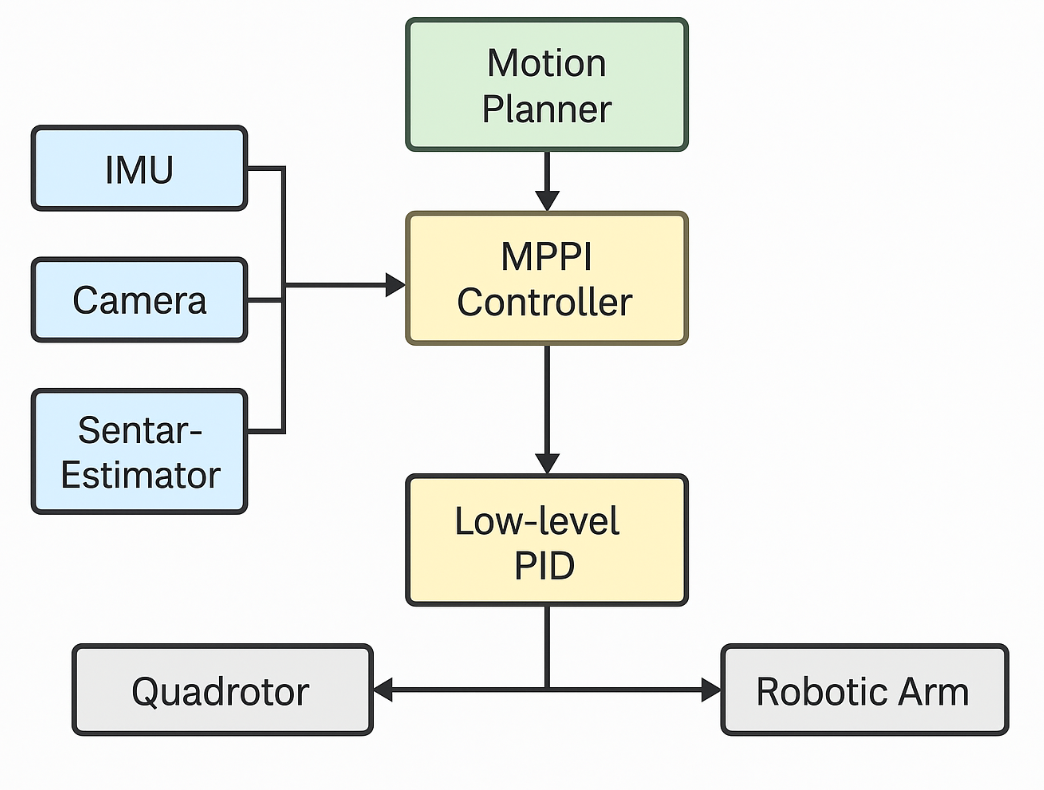 Motion
Planner
IMU
MPPI
Controller
Camera
Sentar-
Estimator
Low-level
PID
Quadrotor
Robotic Arm